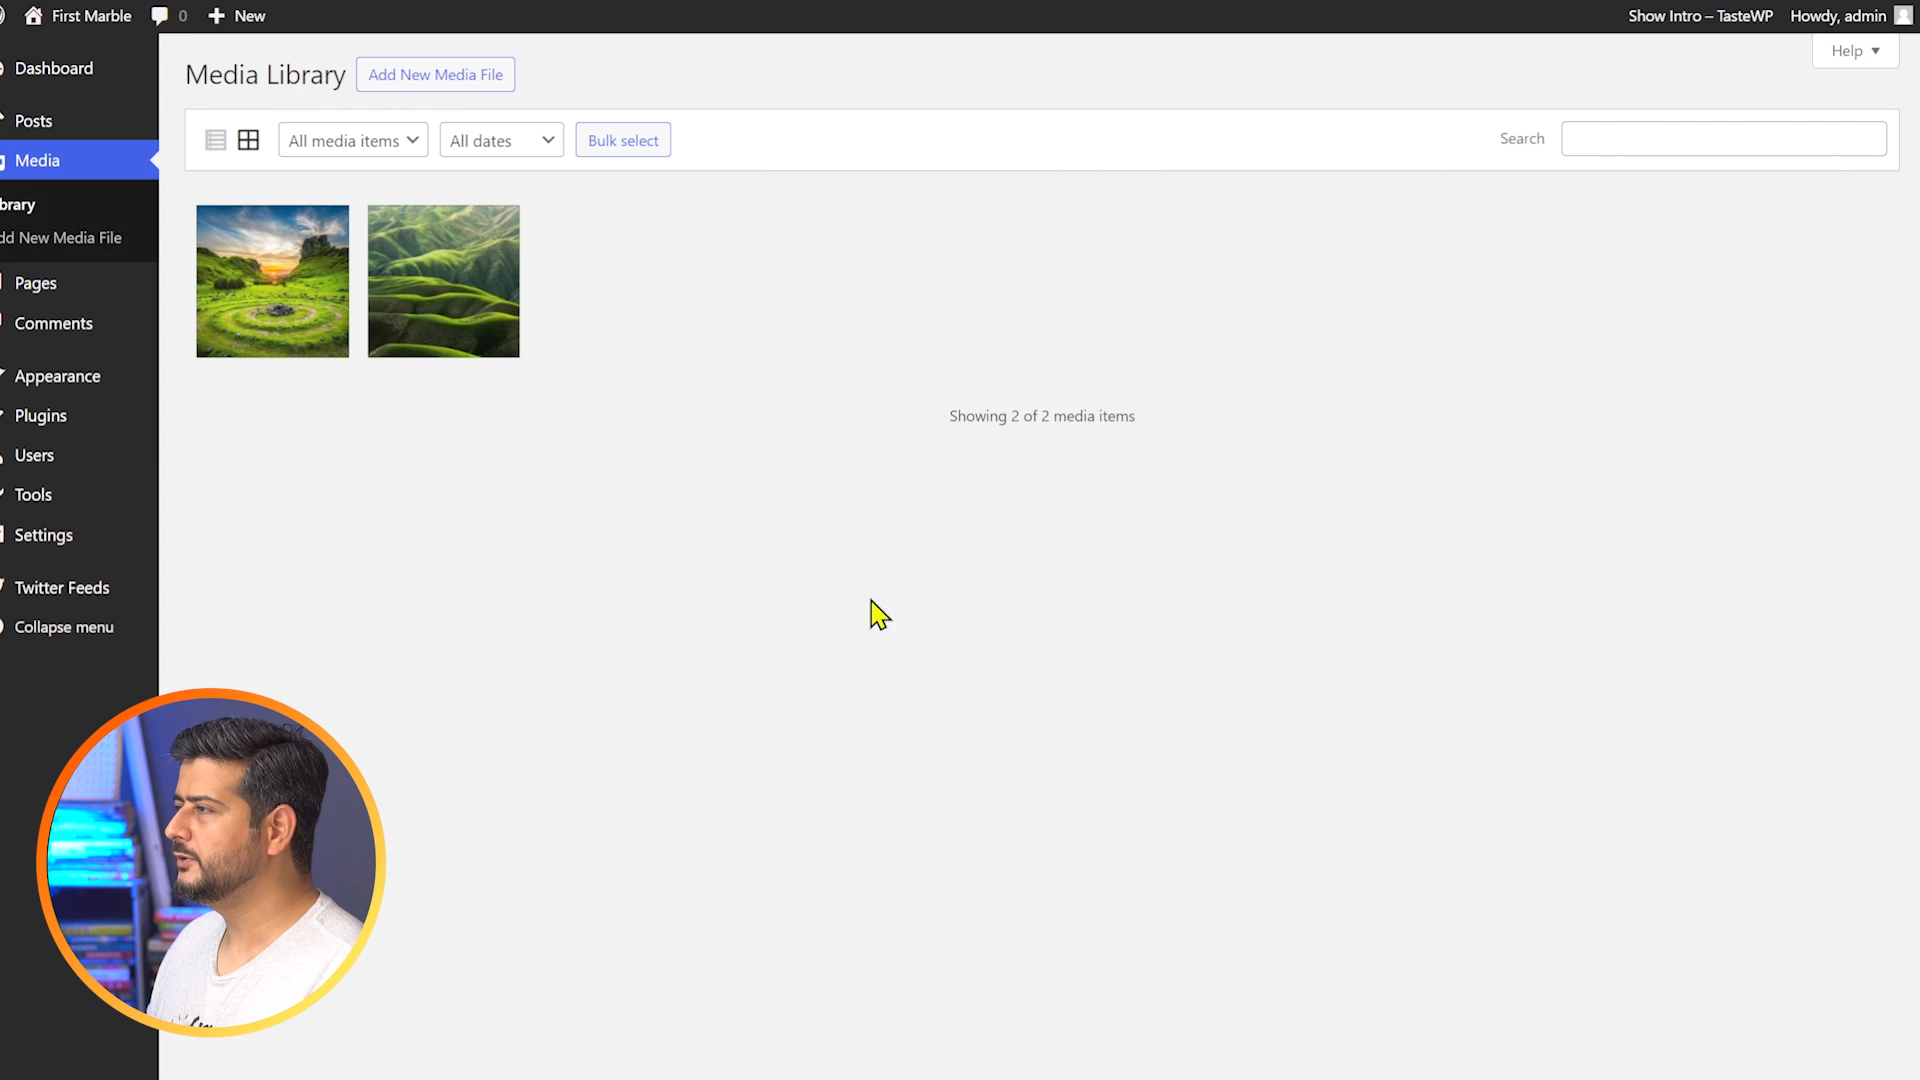 First Marble 0 New Show Intro – TasteWP Howdy, admin
Help
Dashboard
Posts
Media
brary
dd New Media File
Pages
Comments
Appearance
Plugins
Users
Tools
Settings
Twitter Feeds
Collapse menu
Media Library Add New Media File
All media items All dates Bulk select Search
Showing 2 of 2 media items